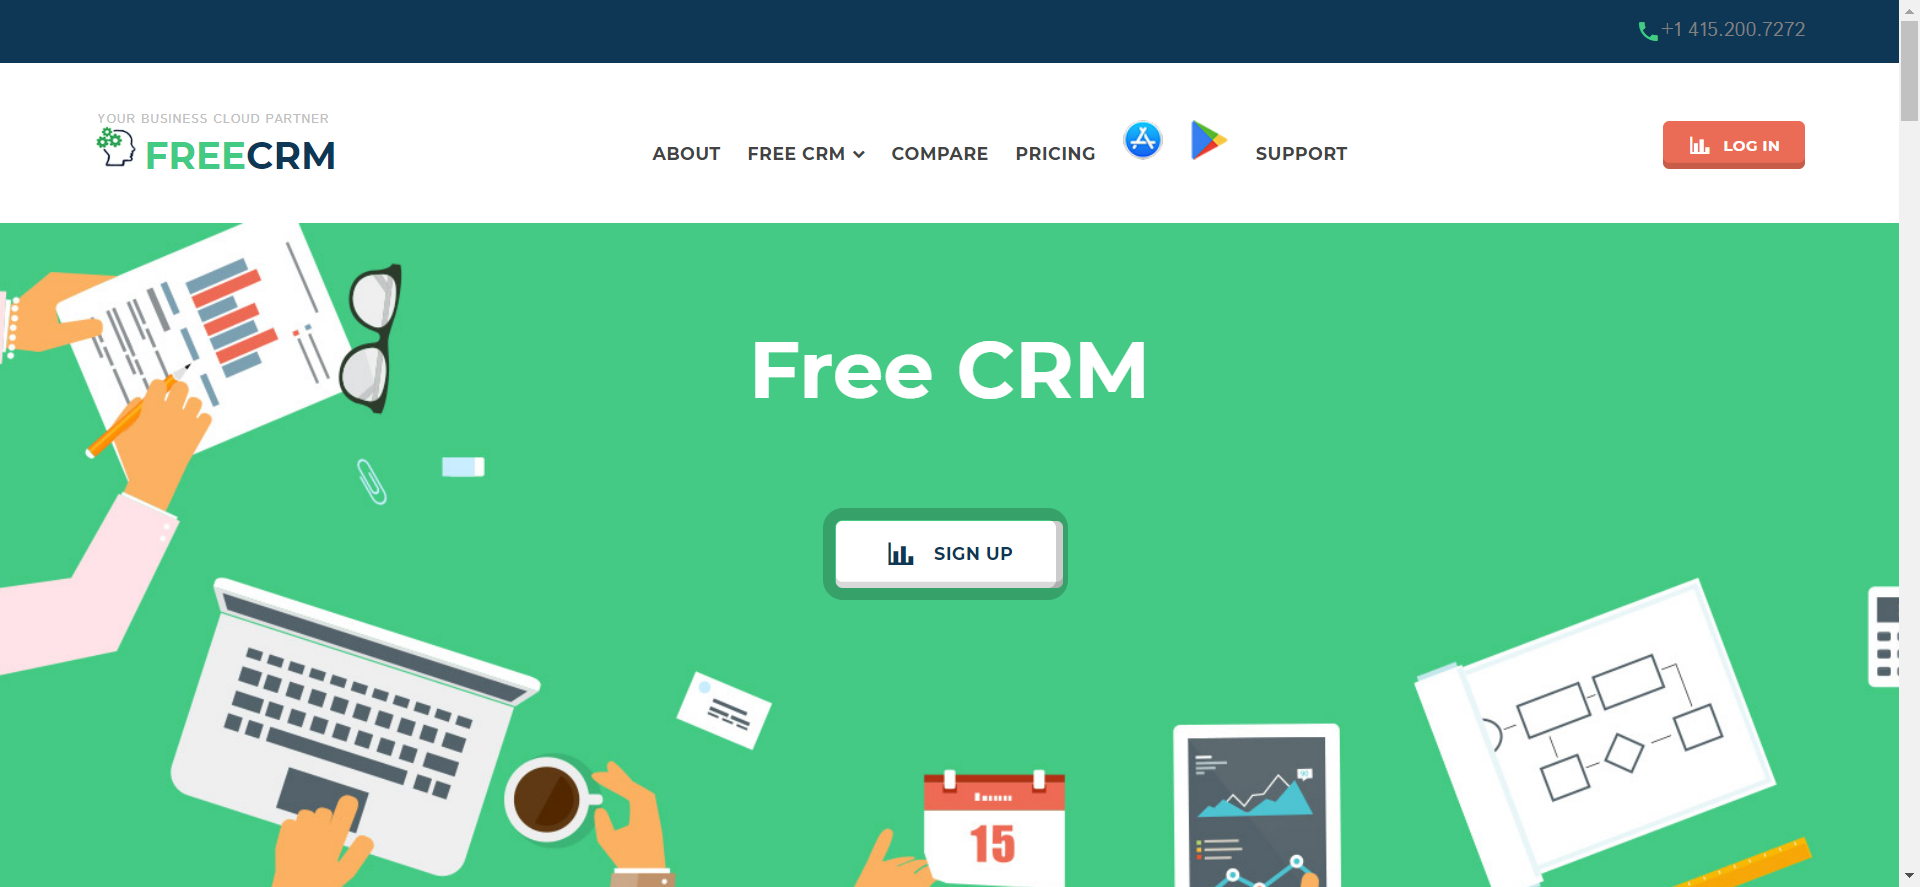 +1 415.200.7272
YOUR BUSINESS CLOUD PARTNER
FREECRM
ABOUT
FREE CRM
COMPARE
PRICING
SUPPORT
LOG IN
Free CRM
SIGN UP
15